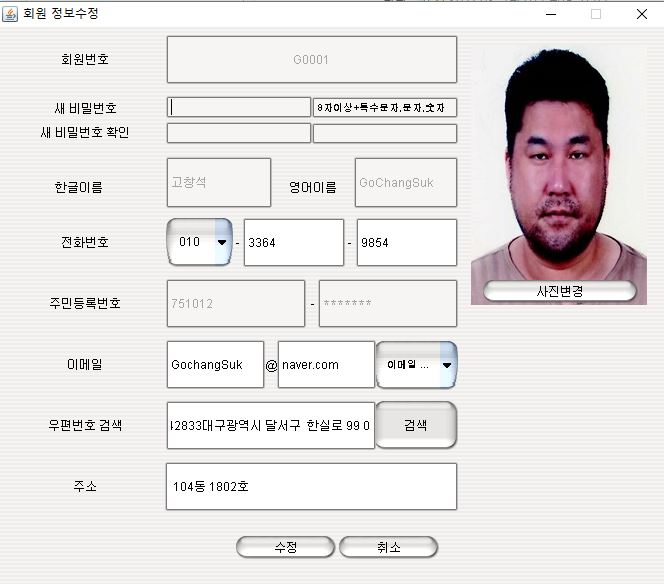 회원 정보수정
회원번호 G0001
새 비밀번호 9자이상+특수문자,문자,숫자
새 비밀번호 확인
한글이름 고창석 영어이름 GoChangSuk
전화번호 010 - 3364 - 9854
사진변경
주민등록번호 751012 - *******
이메일 GochangSuk @ naver.com 이메일 ...
우편번호 검색 42833대구광역시 달서구 한실로 99 검색
주소 104동 1802호
수정 취소